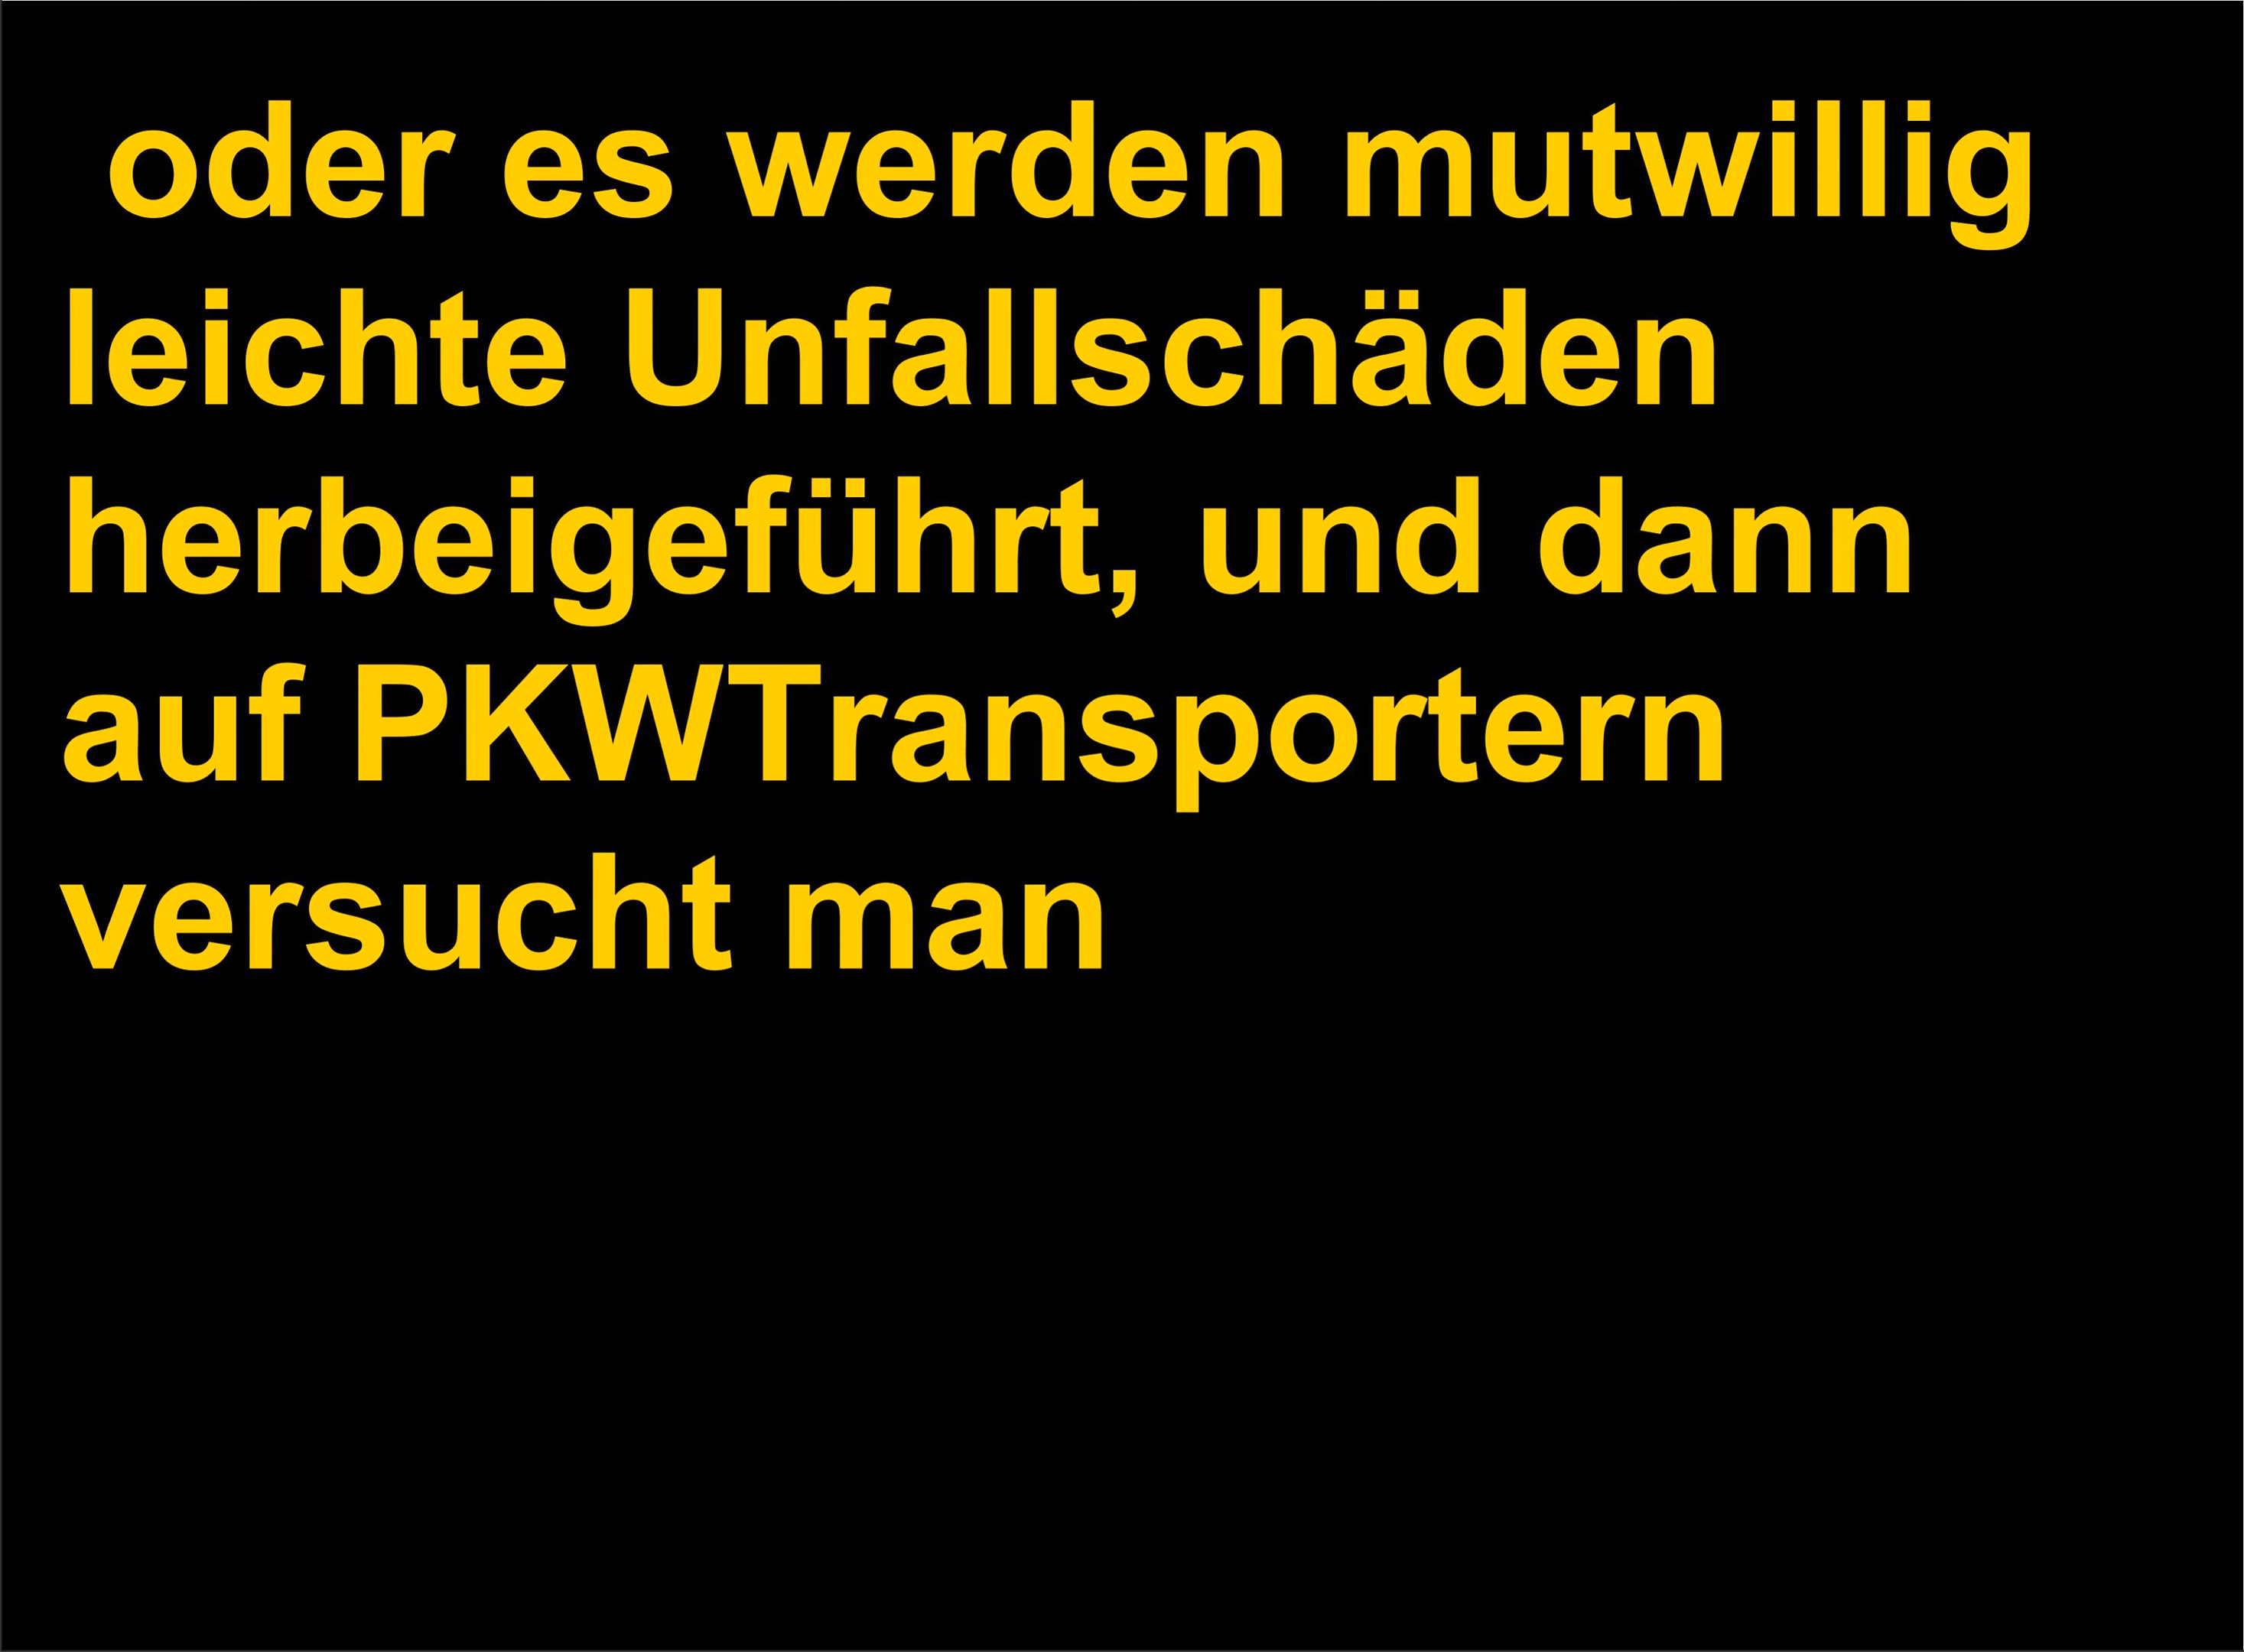 oder es werden mutwillig
leichte Unfallschäden
herbeigeführt, und dann
auf PKWTransportern
versucht man